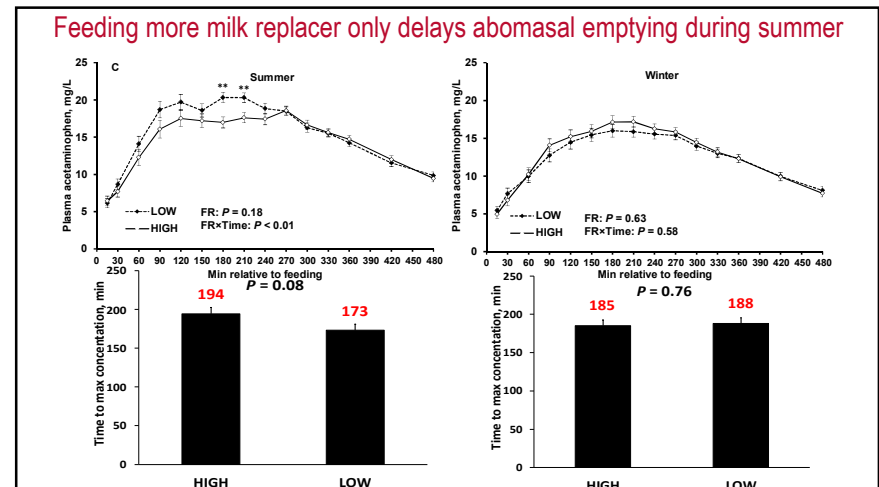 Feeding more milk replacer only delays abomasal emptying during summer
C
Summer
Plasma acetaminophen, mg/L
25
20
15
10
5
0
** **
LOW
HIGH
FR: P = 0.18
FR×Time: P < 0.01
0 30 60 90 120 150 180 210 240 270 300 330 360 390 420 450 480
Min relative to feeding
Winter
Plasma acetaminophen, mg/L
25
20
15
10
5
0
LOW
HIGH
FR: P = 0.63
FR×Time: P = 0.58
0 30 60 90 120 150 180 210 240 270 300 330 360 390 420 450 480
Min relative to feeding
P = 0.08
Time to max concentation, min
250
200
150
100
50
0
194
173
HIGH LOW
P = 0.76
Time to max concentation, min
250
200
150
100
50
0
185
188
HIGH LOW